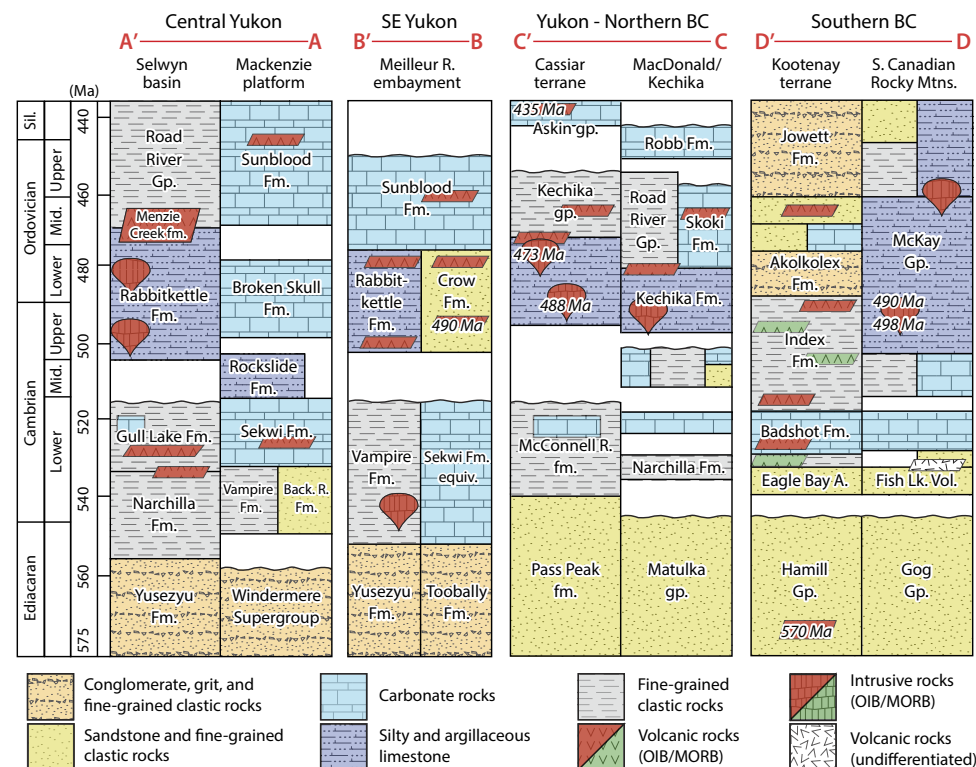 Central Yukon
SE Yukon
Yukon - Northern BC
Southern BC
A’
A
B’
B
C’
C
D’
D
Selwyn
basin
Mackenzie
platform
Meilleur R.
embayment
Cassiar
terrane
MacDonald/
Kechika
Kootenay
terrane
S. Canadian
Rocky Mtns.
(Ma)
440
460
480
500
520
540
560
575
Sil.
Ordovician
Upper
Mid.
Lower
Cambrian
Upper
Mid.
Lower
Ediacaran
Road
River
Gp.
Menzie
Creek fm.
Rabbitkettle
Fm.
Gull Lake Fm.
Narchilla
Fm.
Yusezyu
Fm.
Sunblood
Fm.
Broken Skull
Fm.
Rockslide
Fm.
Sekwi Fm.
Vampire
Fm.
Back. R.
Fm.
Windermere
Supergroup
Sunblood
Fm.
Rabbit-
kettle
Fm.
Crow
Fm.
490 Ma
Vampire
Fm.
Sekwi Fm.
equiv.
Yusezyu
Fm.
Toobally
Fm.
435 Ma
Askin gp.
Kechika
gp.
473 Ma
488 Ma
McConnell R.
fm.
Pass Peak
fm.
Robb Fm.
Road
River
Gp.
Skoki
Fm.
Kechika Fm.
Narchilla Fm.
Matulka
gp.
Jowett
Fm.
Akolkolex
Fm.
Index
Fm.
Badshot Fm.
Eagle Bay A.
Hamill
Gp.
570 Ma
McKay
Gp.
490 Ma
498 Ma
Fish Lk. Vol.
Gog
Gp.
Conglomerate, grit, and
fine-grained clastic rocks
Sandstone and fine-grained
clastic rocks
Carbonate rocks
Silty and argillaceous
limestone
Fine-grained
clastic rocks
Volcanic rocks
(OIB/MORB)
Intrusive rocks
(OIB/MORB)
Volcanic rocks
(undifferentiated)